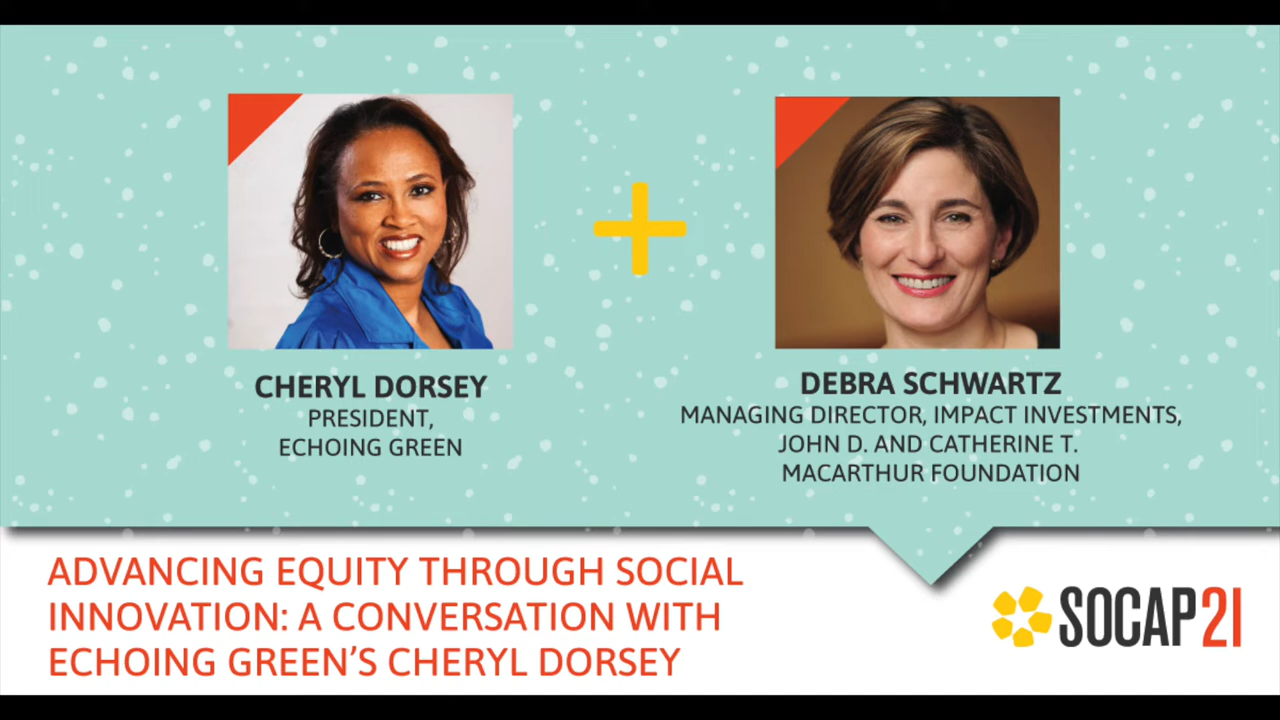 CHERYL DORSEY
PRESIDENT,
ECHOING GREEN
DEBRA SCHWARTZ
MANAGING DIRECTOR, IMPACT INVESTMENTS,
JOHN D. AND CATHERINE T.
MACARTHUR FOUNDATION
ADVANCING EQUITY THROUGH SOCIAL
INNOVATION: A CONVERSATION WITH
ECHOING GREEN’S CHERYL DORSEY
SOCAP21